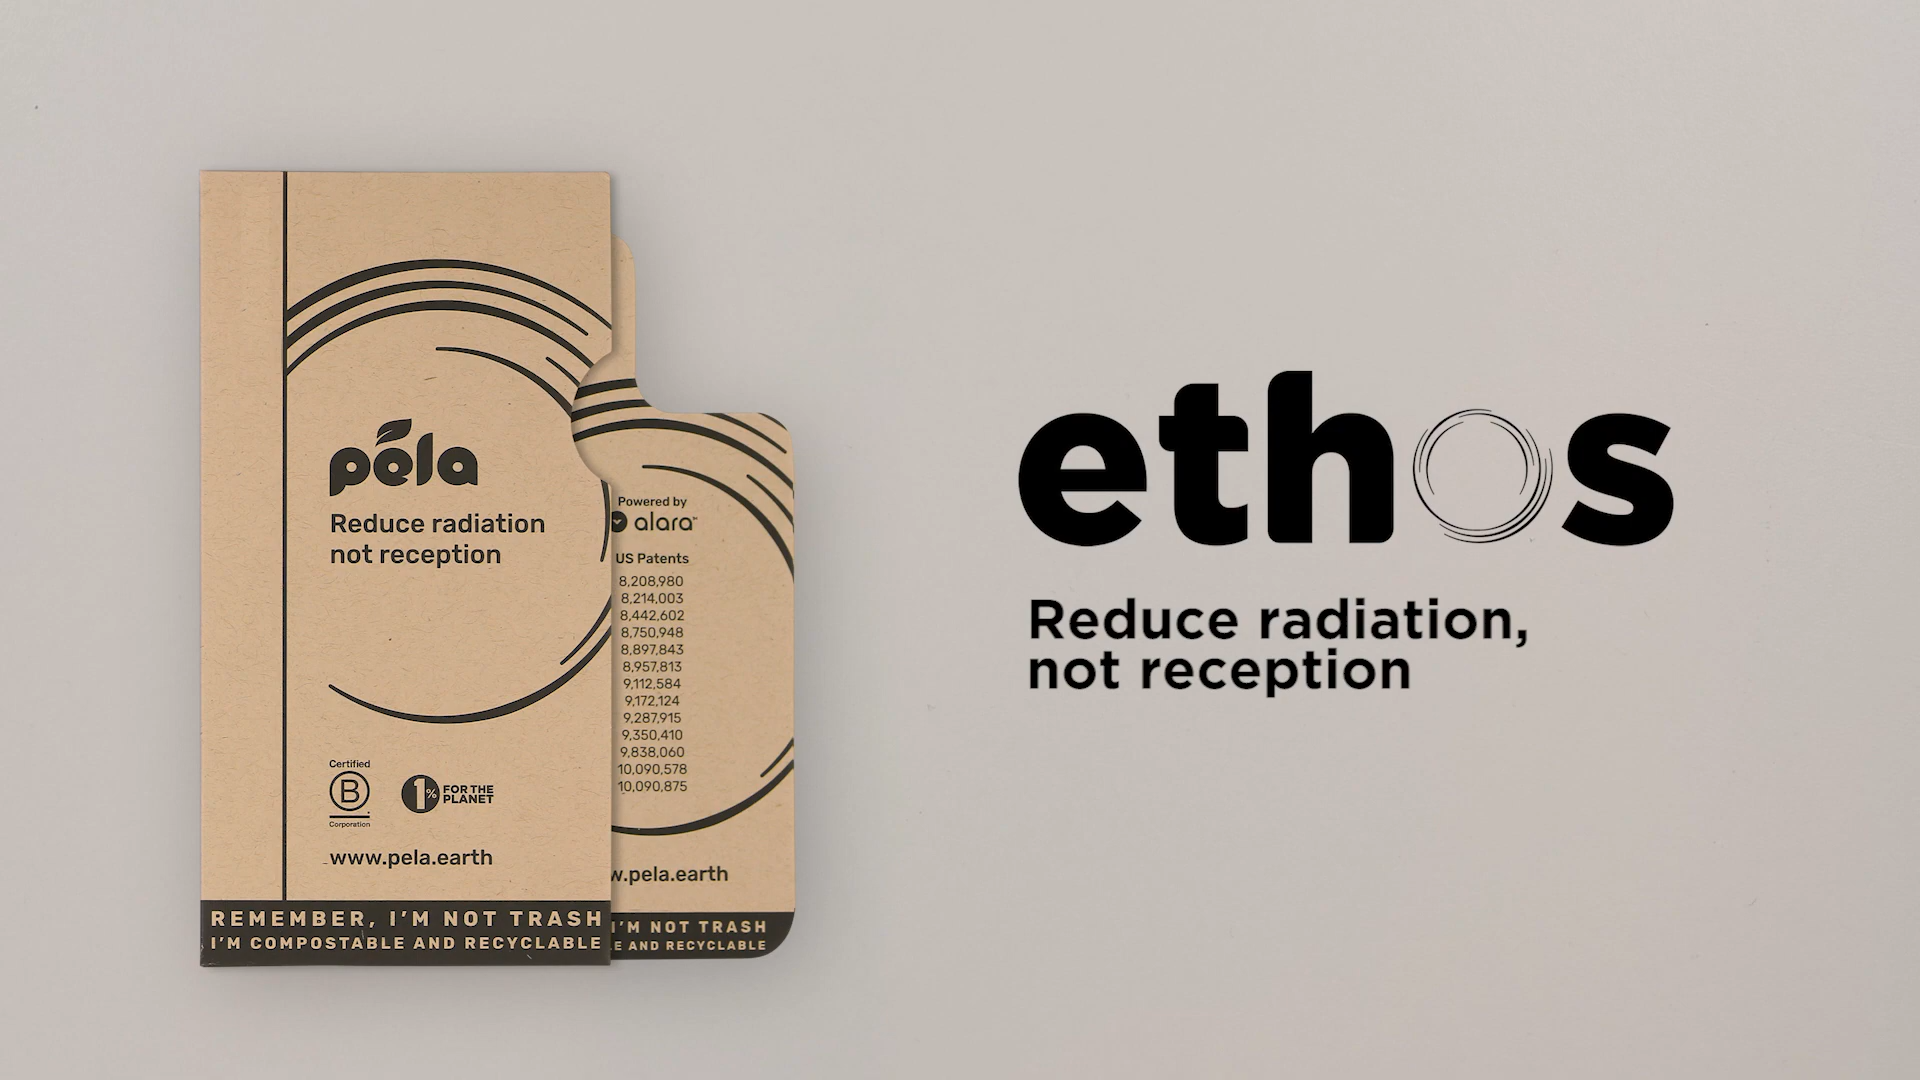 pela
Reduce radiation
not reception
Certified
B
Corporation
1% FOR THE
PLANET
www.pela.earth
REMEMBER, I'M NOT TRASH
I'M COMPOSTABLE AND RECYCLABLE
Powered by
alara™
US Patents
8,208,980
8,214,003
8,442,602
8,750,948
8,897,843
8,957,813
9,112,584
9,172,124
9,287,915
9,350,410
9,838,060
10,090,578
10,090,875
w.pela.earth
I'M NOT TRASH
E AND RECYCLABLE
ethos
Reduce radiation,
not reception